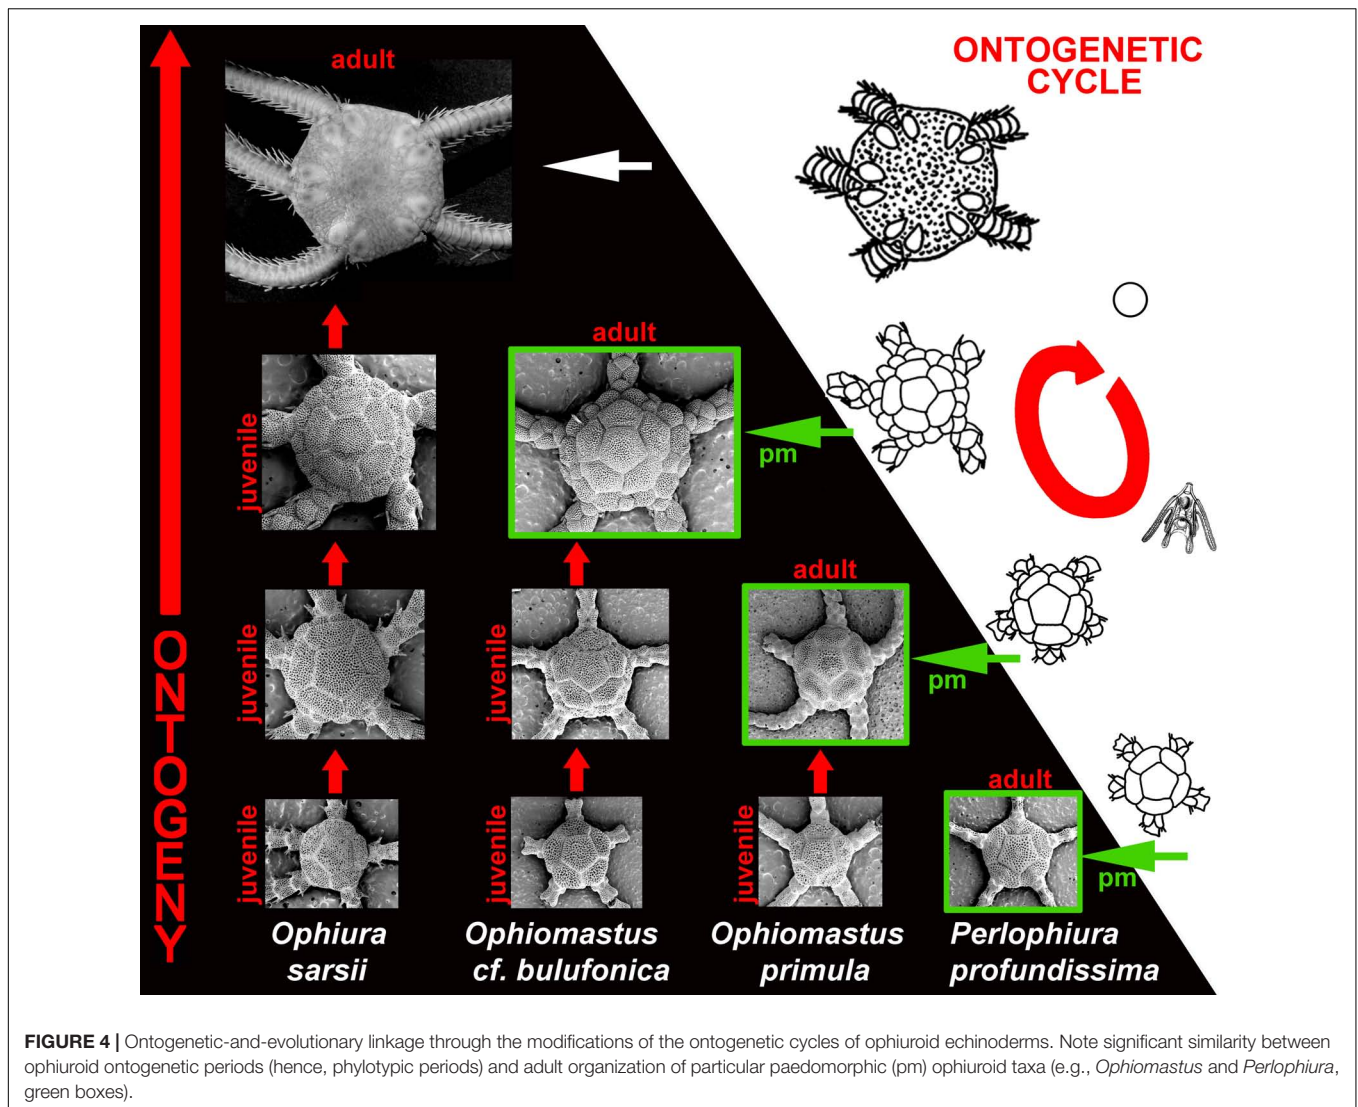 ONTOGENETIC
CYCLE
adult
adult
juvenile
pm
adult
juvenile
juvenile
pm
adult
juvenile
juvenile
juvenile
pm
ONTOGENY
Ophiura
sarsii
Ophiomastus
cf. bulufonica
Ophiomastus
primula
Perlophiura
profundissima
FIGURE 4 | Ontogenetic-and-evolutionary linkage through the modifications of the ontogenetic cycles of ophiuroid echinoderms. Note significant similarity between
ophiuroid ontogenetic periods (hence, phylotypic periods) and adult organization of particular paedomorphic (pm) ophiuroid taxa (e.g., Ophiomastus and Perlophiura,
green boxes).